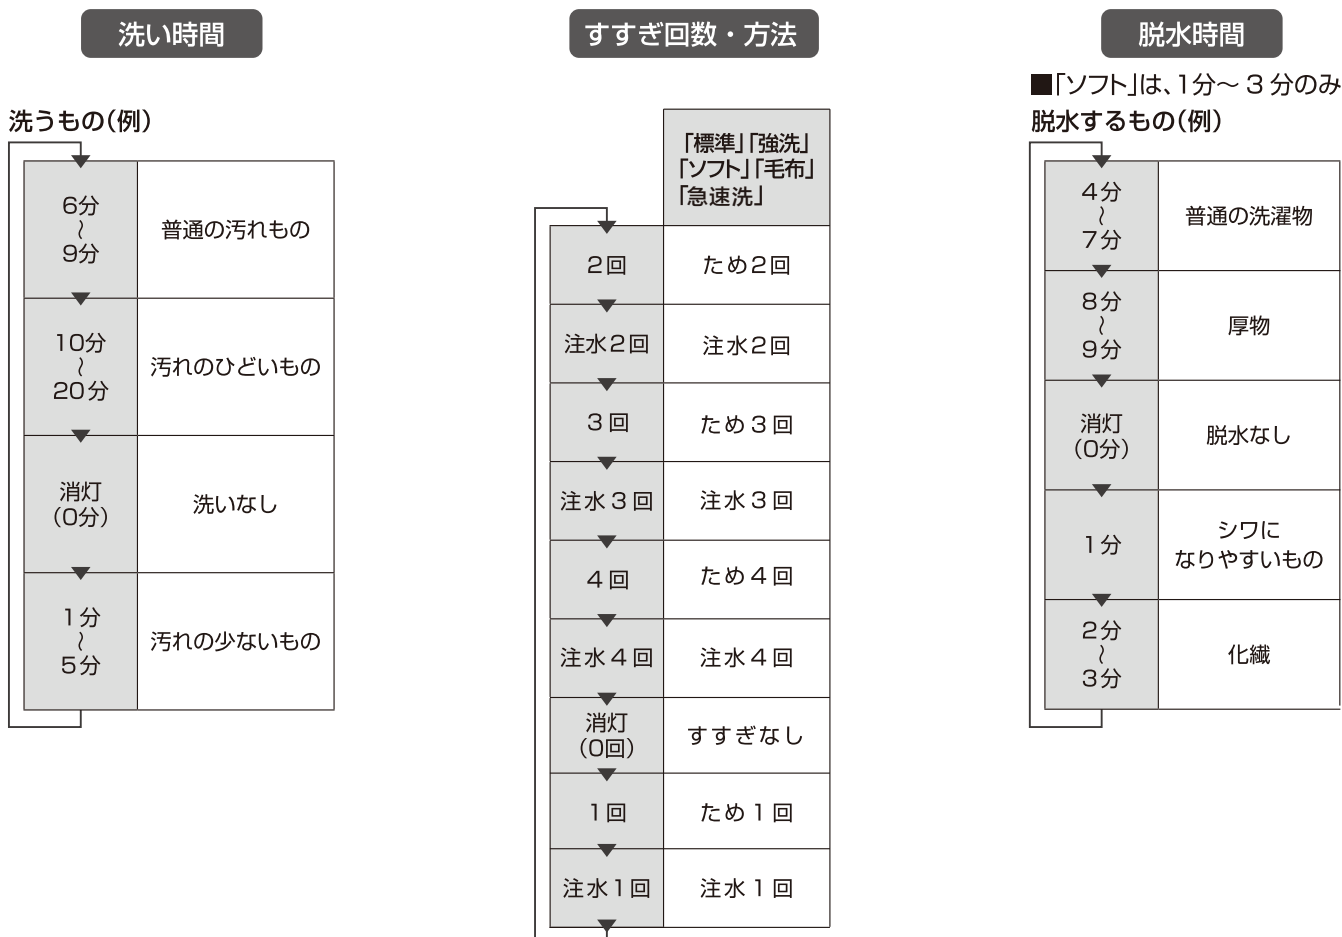 洗い時間
洗うもの(例)
6分
〜
9分
普通の汚れもの
10分
〜
20分
汚れのひどいもの
消灯
(0分)
洗いなし
1分
〜
5分
汚れの少ないもの
すすぎ回数・方法
「標準」「強洗」
「ソフト」「毛布」
「急速洗」
2回
ため2回
注水2回
注水2回
3回
ため3回
注水3回
注水3回
4回
ため4回
注水4回
注水4回
消灯
(0回)
すすぎなし
1回
ため1回
注水1回
注水1回
脱水時間
■「ソフト」は、1分〜3分のみ
脱水するもの(例)
4分
〜
7分
普通の洗濯物
8分
〜
9分
厚物
消灯
(0分)
脱水なし
1分
シワに
なりやすいもの
2分
〜
3分
化繊